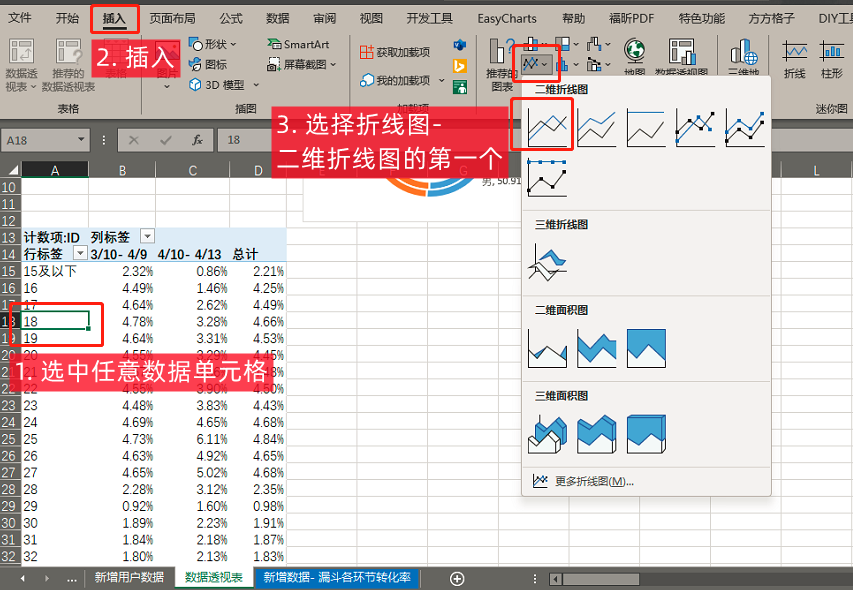 文件 开始 插入 页面布局 公式 数据 审阅 视图 开发工具 EasyCharts 帮助 福昕PDF 特色功能 方方格子 DIY工
形状 SmartArt 获取加载项
图标 屏幕截图
3D 模型 我的加载项
数据透视表 推荐的数据透视表 表格 图片 推荐的图表 地图 数据透视图 三维地 折线 柱形
表格 插图 加载项 迷你图
2. 插入
3. 选择折线图-
二维折线图的第一个
A18 fx 18
A B C D G L
男, 50.91
10
11
12
13 计数项:ID 列标签
14 行标签 3/10- 4/9 4/10- 4/13 总计
15 15及以下 2.32% 0.86% 2.21%
16 16 4.49% 1.46% 4.25%
17 17 4.64% 2.62% 4.49%
18 18 4.78% 3.28% 4.66%
19 19 4.64% 3.31% 4.53%
20 20 4.55% 3.29% 4.45%
1. 选中任意数据单元格
22 22 4.55% 3.90% 4.50%
23 23 4.48% 3.83% 4.43%
24 24 4.69% 4.65% 4.68%
25 25 4.73% 6.11% 4.84%
26 26 4.63% 4.92% 4.65%
27 27 4.65% 5.02% 4.68%
28 28 2.28% 3.12% 2.35%
29 29 0.92% 1.60% 0.98%
30 30 1.89% 2.23% 1.91%
31 31 1.84% 2.18% 1.87%
32 32 1.80% 2.13% 1.83%
二维折线图
三维折线图
二维面积图
三维面积图
更多折线图(M)...
... 新增用户数据 数据透视表 新增数据- 漏斗各环节转化率